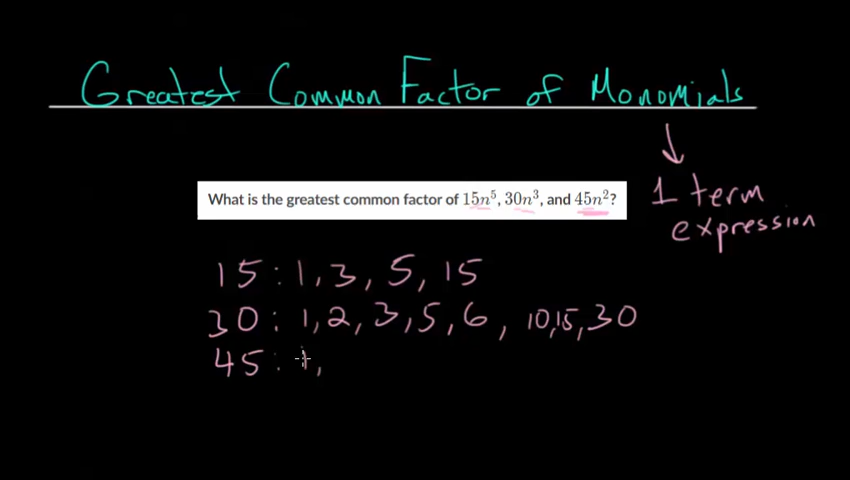 Greatest Common Factor of Monomials
What is the greatest common factor of 15n⁵, 30n³, and 45n²?
1 term
expression
15 : 1, 3, 5, 15
30 : 1, 2, 3, 5, 6, 10, 15, 30
45 : 1,